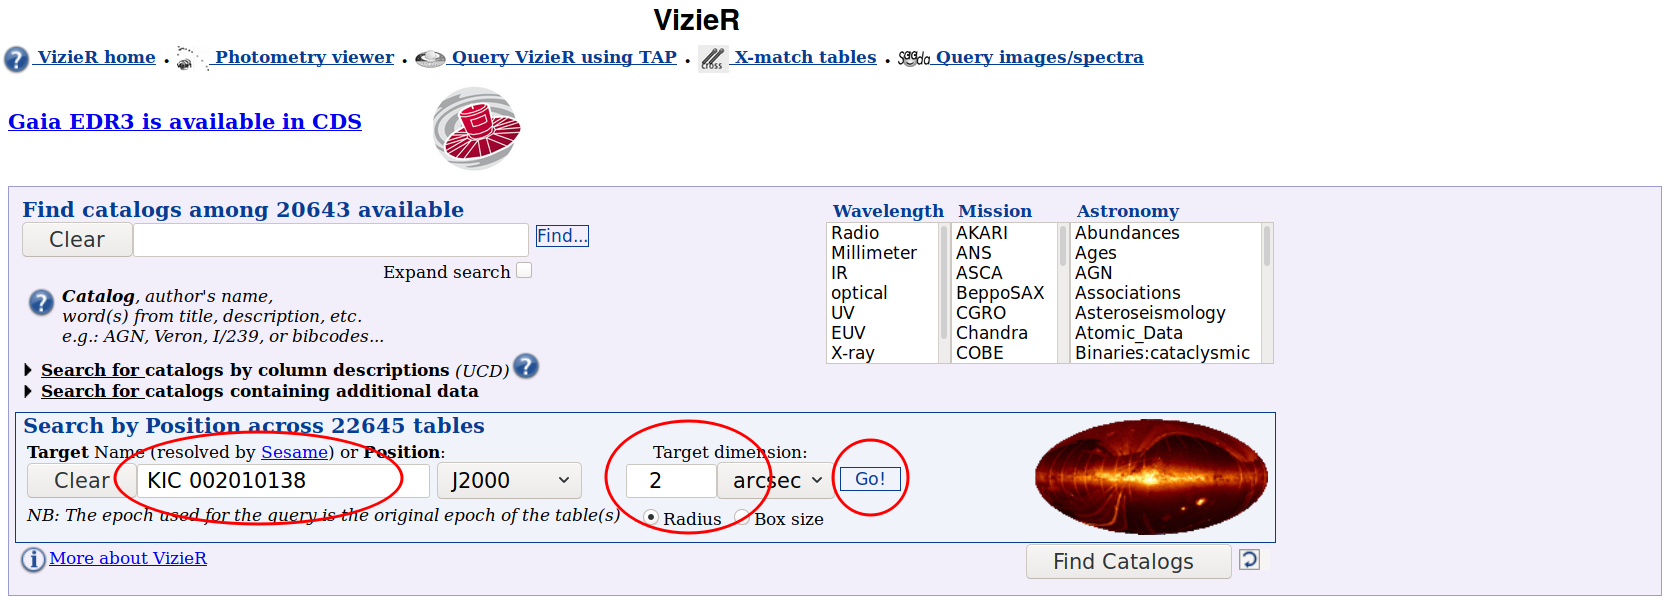 VizieR
VizieR home . Photometry viewer . Query VizieR using TAP . X-match tables . Query images/spectra
Gaia EDR3 is available in CDS
Find catalogs among 20643 available
Clear
Find...
Expand search
Catalog, author's name,
word(s) from title, description, etc.
e.g.: AGN, Veron, I/239, or bibcodes...
Search for catalogs by column descriptions (UCD)
Search for catalogs containing additional data
Wavelength Mission Astronomy
Radio AKARI Abundances
Millimeter ANS Ages
IR ASCA AGN
optical BeppoSAX Associations
UV CGRO Asteroseismology
EUV Chandra Atomic_Data
X-ray COBE Binaries:cataclysmic
Search by Position across 22645 tables
Target Name (resolved by Sesame) or Position: Target dimension:
Clear KIC 002010138 J2000 2 arcsec Go!
NB: The epoch used for the query is the original epoch of the table(s) Radius Box size
More about VizieR
Find Catalogs